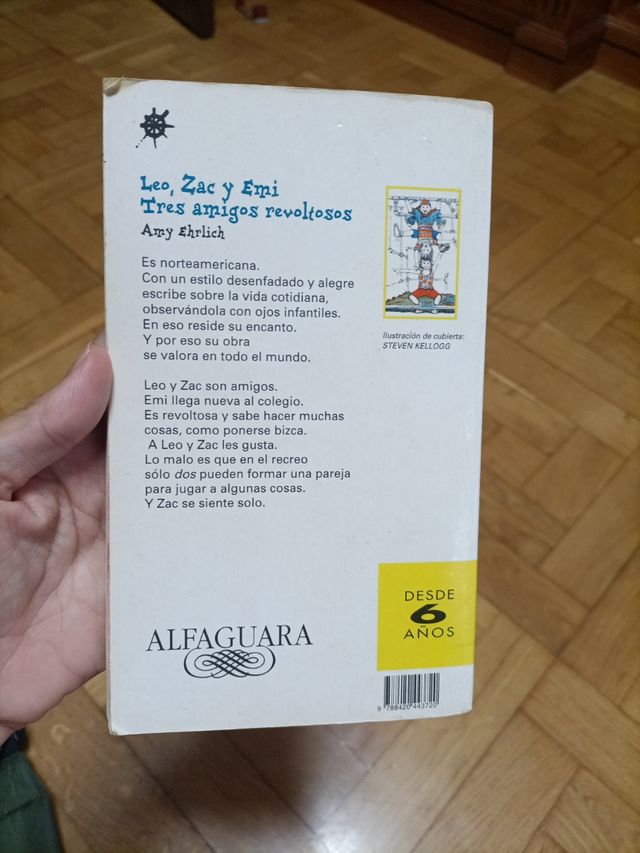 Leo, Zac y Emi
Tres amigos revoltosos
Amy Ehrlich
Es norteamericana.
Con un estilo desenfadado y alegre
escribe sobre la vida cotidiana,
observándola con ojos infantiles.
En eso reside su encanto.
Y por eso su obra
se valora en todo el mundo.
Leo y Zac son amigos.
Emi llega nueva al colegio.
Es revoltosa y sabe hacer muchas
cosas, como ponerse bizca.
A Leo y Zac les gusta.
Lo malo es que en el recreo
sólo dos pueden formar una pareja
para jugar a algunas cosas.
Y Zac se siente solo.
Ilustración de cubierta:
STEVEN KELLOGG
ALFAGUARA
DESDE
6
AÑOS
9 788420 443720